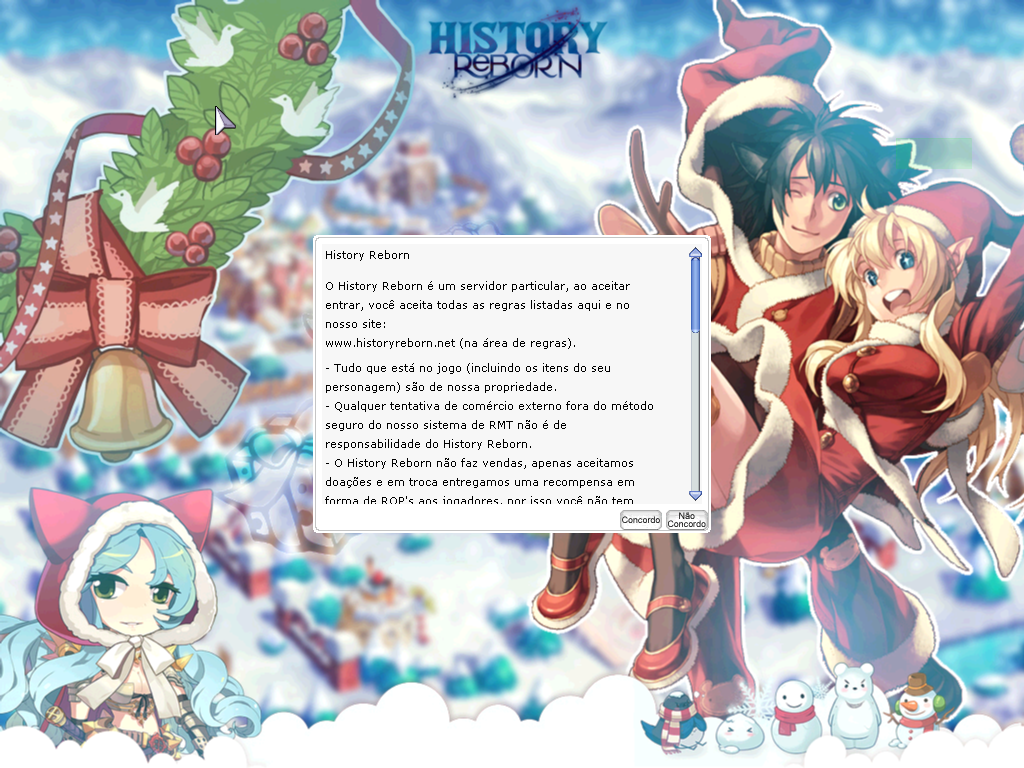 HISTORY
REBORN
History Reborn
O History Reborn é um servidor particular, ao aceitar
entrar, você aceita todas as regras listadas aqui e no
nosso site:
www.historyreborn.net (na área de regras).
- Tudo que está no jogo (incluindo os itens do seu
personagem) são de nossa propriedade.
- Qualquer tentativa de comércio externo fora do método
seguro do nosso sistema de RMT não é de
responsabilidade do History Reborn.
- O History Reborn não faz vendas, apenas aceitamos
doações e em troca entregamos uma recompensa em
forma de ROP's aos jogadores, por isso você não tem
Concordo
Não
Concordo